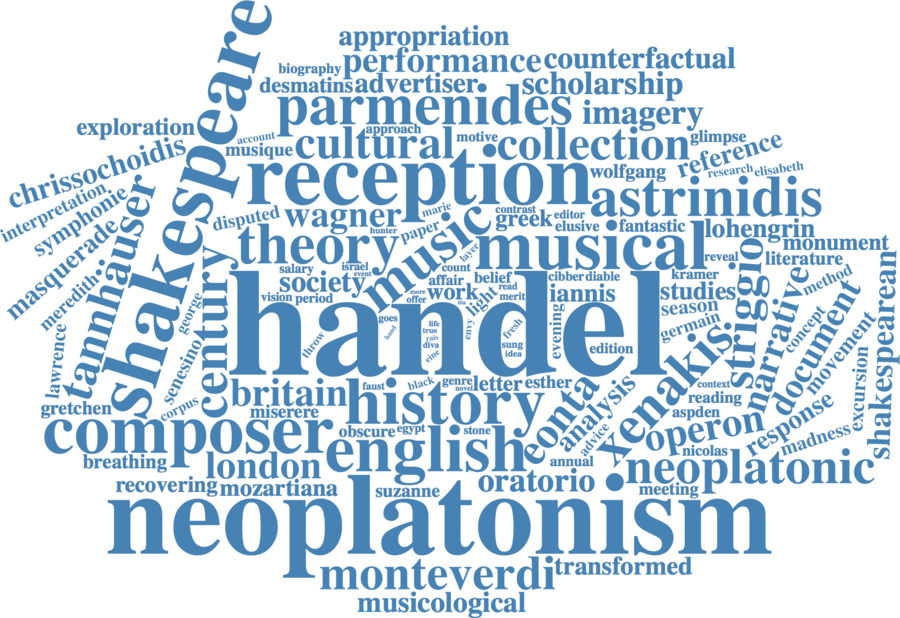 appropriation
biography
performance
counterfactual
desmatins
advertiser
scholarship
parmenides
imagery
exploration
account
approach
motive
glimpse
chrissochoidis
musique
cultural
collection
reference
research
elisabeth
reception
wolfgang
astrinidis
interpretation
symphonie
masquerade
meredith
tannhäuser
shakespeare
disputed
wagner
hunter
marie
paper
music
contrast
greek
editor
elusive
fantastic
lohengrin
theory
layer
musical
reveal
monument
literature
salary
israel
event
society
count
affair
belief
cibber
diable
kramer
vision
period
more
offer
work
lis
light
read
merit
iannis
studies
season
striggio
method
george
century
handel
goes
hand
throw
life
true
rats
diva
eine
envy
fresh
sung
idea
evening
edition
germain
narrative
concept
document
movement
shakespearean
lawrence
senesino
corpus
gretchen
britain
faust
black
genre
novel
letter
esther
history
miserere
eonta
analysis
advice
xenakis
context
reading
aspden
excursion
composer
obscure
egypt
stone
english
operon
response
madness
nicolas
breathing
london
annual
neoplatonic
recovering
mozartiana
suzanne
oratorio
meeting
neoplatonism
monteverdi
transformed
musicological